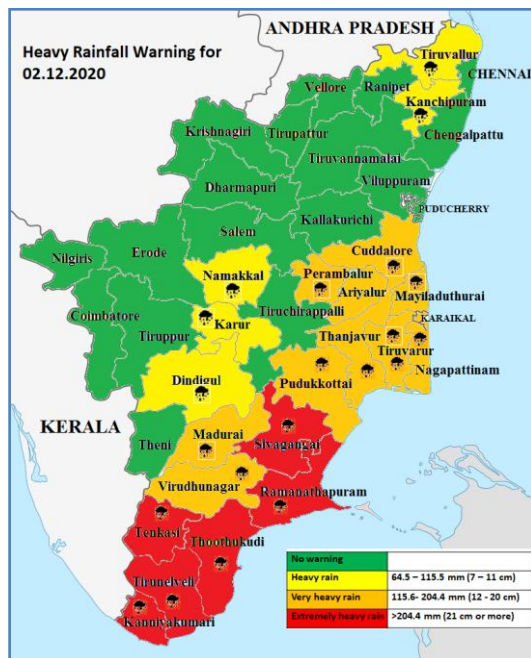 ANDHRA PRADESH
Heavy Rainfall Warning for
02.12.2020
Tiruvallur
CHENNAI
Vellore
Ranipet
Kanchipuram
Krishnagiri
Tirupattur
Chengalpattu
Tiruvannamalai
Dharmapuri
Viluppuram
Kallakurichi
PUDUCHERRY
Salem
Cuddalore
Nilgiris
Erode
Namakkal
Perambalur
Ariyalur
Mayiladuthurai
Coimbatore
Tiruchirappalli
Karur
KARAIKAL
Tiruppur
Thanjavur
Tiruvarur
Dindigul
Pudukkottai
Nagapattinam
KERALA
Madurai
Sivagangai
Theni
Virudhunagar
Ramanathapuram
Tenkasi
Thoothukudi
Tirunelveli
Kanniyakumari
No warning
Heavy rain 64.5 – 115.5 mm (7 – 11 cm)
Very heavy rain 115.6- 204.4 mm (12 - 20 cm)
Extremely heavy rain >204.4 mm (21 cm or more)